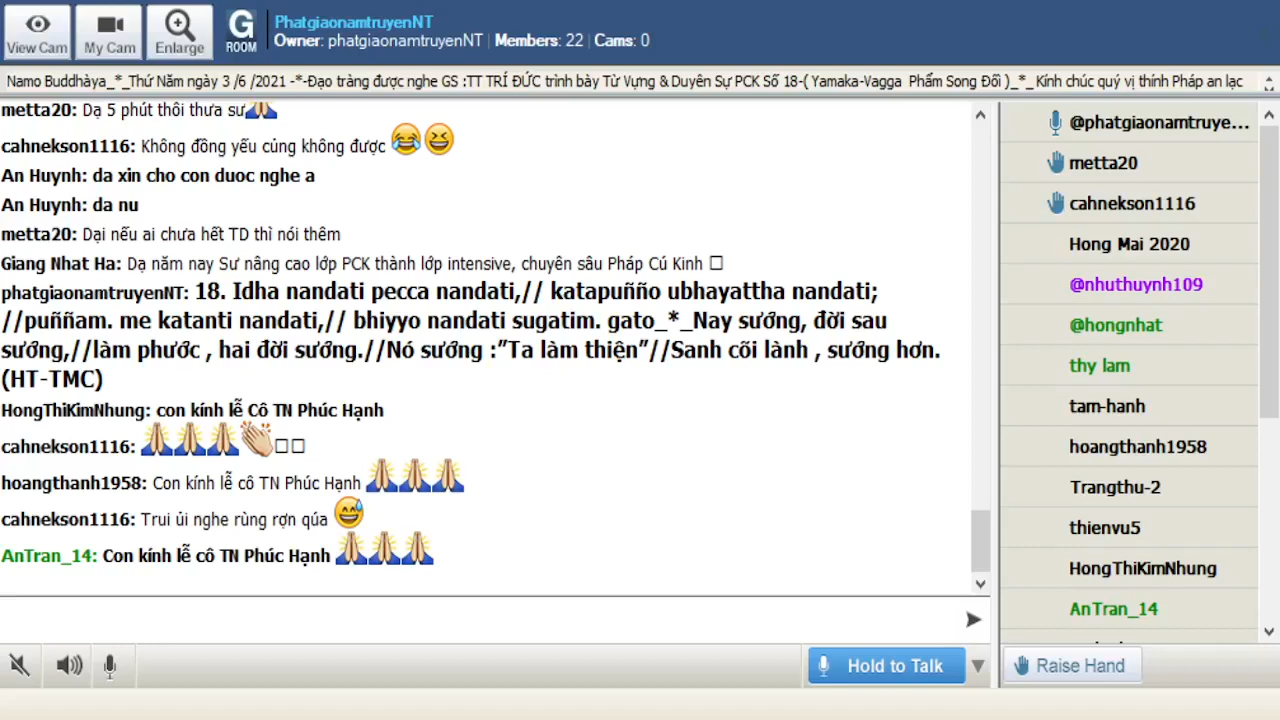 View Cam
My Cam
Enlarge
G
ROOM
PhatgiaonamtruyenNT
Owner: phatgiaonamtruyenNT | Members: 22 | Cams: 0
Namo Buddhàya_*_Thứ Năm ngày 3 /6 /2021 -*-Đạo tràng được nghe GS :TT TRÍ ĐỨC trình bày Từ Vựng & Duyên Sự PCK Số 18-( Yamaka-Vagga Phẩm Song Đối )_*_ Kính chúc quý vị thính Pháp an lạc
metta20: Dạ 5 phút thôi thưa sư
cahnekson1116: Không đồng yếu củng không được
An Huynh: da xin cho con duoc nghe a
An Huynh: da nu
metta20: Dại nếu ai chưa hết TD thì nói thêm
Giang Nhat Ha: Dạ năm nay Sư nâng cao lớp PCK thành lớp intensive, chuyên sâu Pháp Cú Kinh
phatgiaonamtruyenNT: 18. Idha nandati pecca nandati,// katapuñño ubhayattha nandati;
//puññam. me katanti nandati,// bhiyyo nandati sugatim. gato_*_Nay sướng, đời sau
sướng,//làm phước , hai đời sướng.//Nó sướng :”Ta làm thiện”//Sanh cõi lành , sướng hơn.
(HT-TMC)
HongThiKimNhung: con kính lễ Cô TN Phúc Hạnh
cahnekson1116:
hoangthanh1958: Con kính lễ cô TN Phúc Hạnh
cahnekson1116: Trui ủi nghe rùng rợn qúa
AnTran_14: Con kính lễ cô TN Phúc Hạnh
Hold to Talk
@phatgiaonamtruye...
metta20
cahnekson1116
Hong Mai 2020
@nhuthuynh109
@hongnhat
thy lam
tam-hanh
hoangthanh1958
Trangthu-2
thienvu5
HongThiKimNhung
AnTran_14
Raise Hand